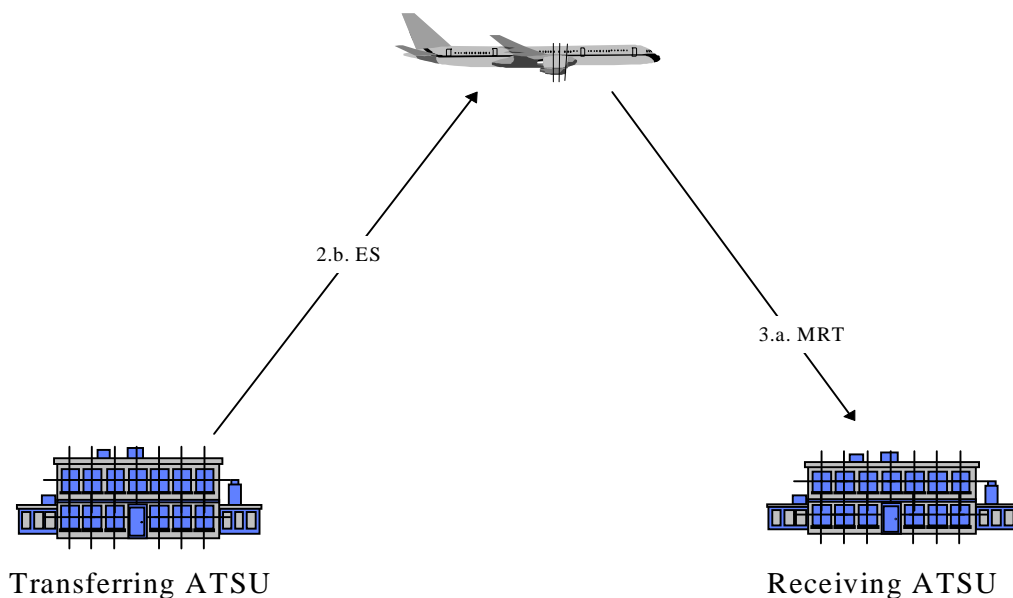 2.b. ES
3.a. MRT
Transferring ATSU
Receiving ATSU